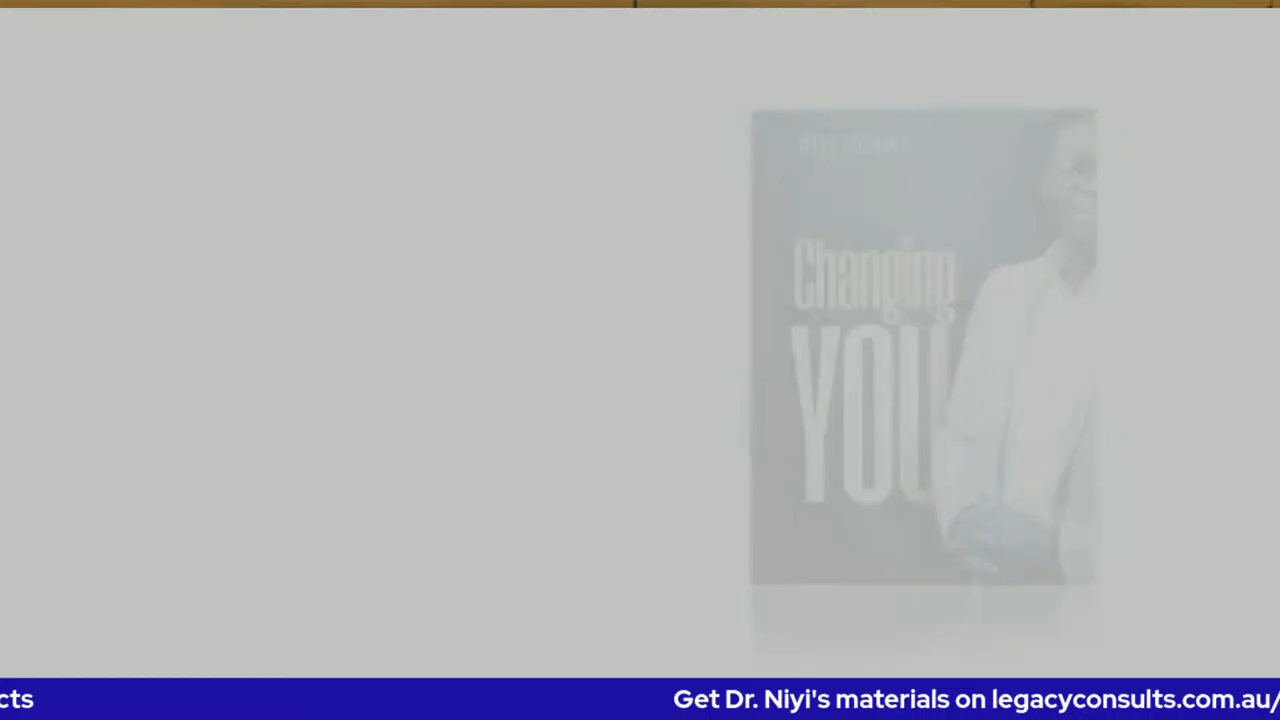 Changing
YOU
cts
Get Dr. Niyi's materials on legacyconsults.com.au/